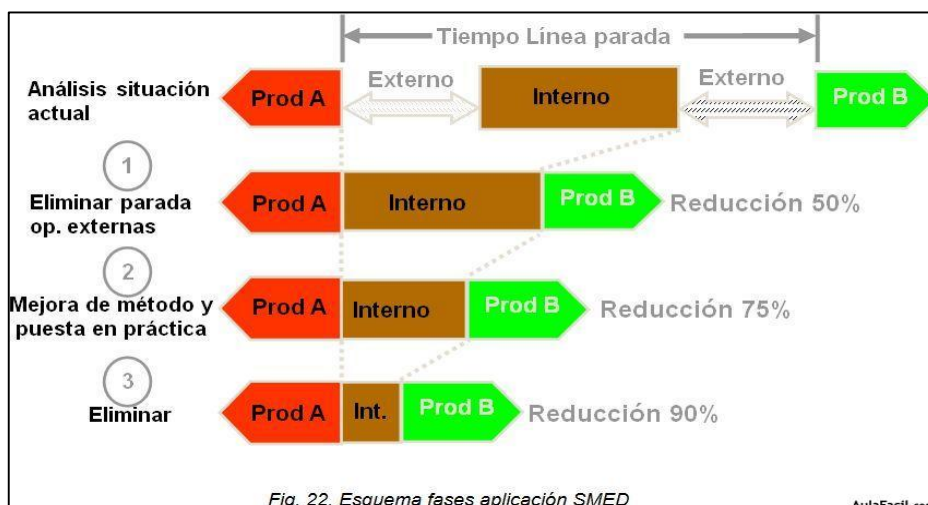 Tiempo Línea parada
Análisis situación
actual
Prod A
Externo
Interno
Externo
Prod B
1
Eliminar parada
op. externas
Prod A
Interno
Prod B
Reducción 50%
2
Mejora de método y
puesta en práctica
Prod A
Interno
Prod B
Reducción 75%
3
Eliminar
Prod A
Int.
Prod B
Reducción 90%
Fig. 22. Esquema fases aplicación SMED
AulaFacil.com